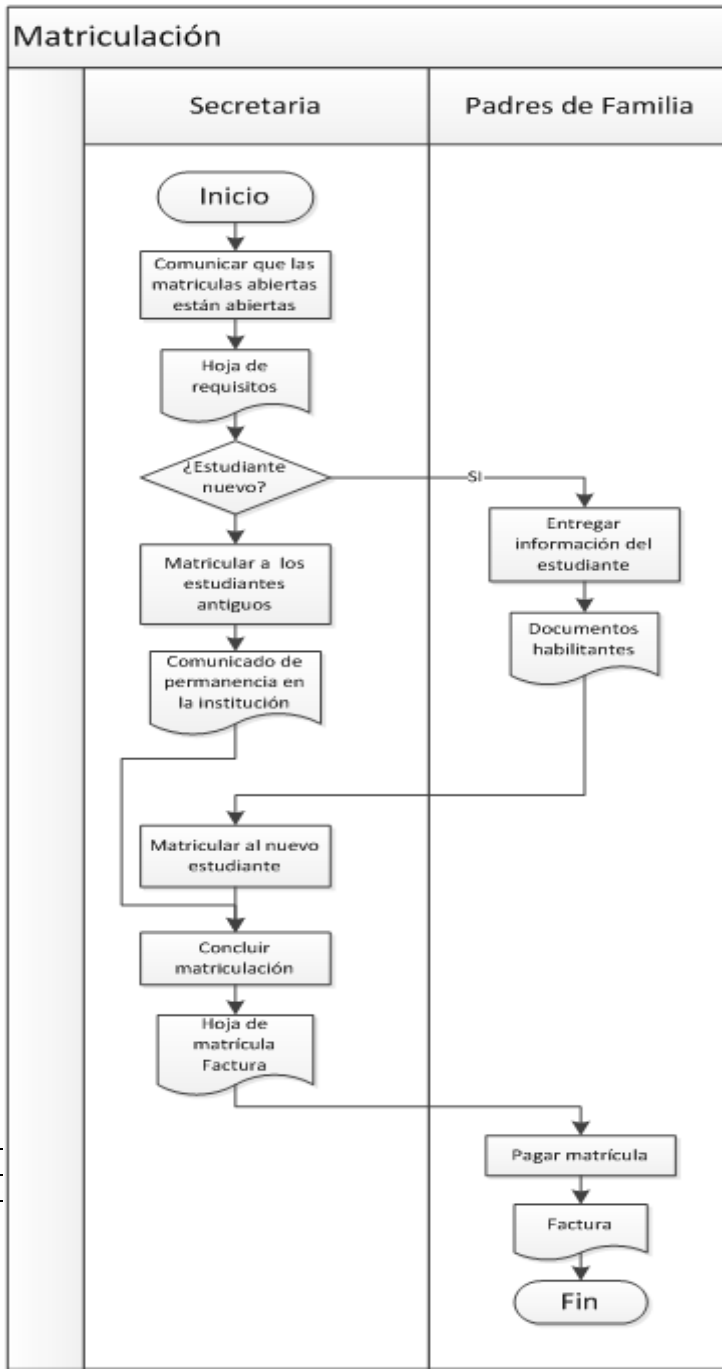 Matriculación
Secretaria
Padres de Familia
Inicio
Comunicar que las
matriculas abiertas
están abiertas
Hoja de
requisitos
¿Estudiante
nuevo?
SI
Entregar
información del
estudiante
Matricular a los
estudiantes
antiguos
Documentos
habilitantes
Comunicado de
permanencia en
la institución
Matricular al nuevo
estudiante
Concluir
matriculación
Hoja de
matrícula
Factura
Pagar matrícula
Factura
Fin